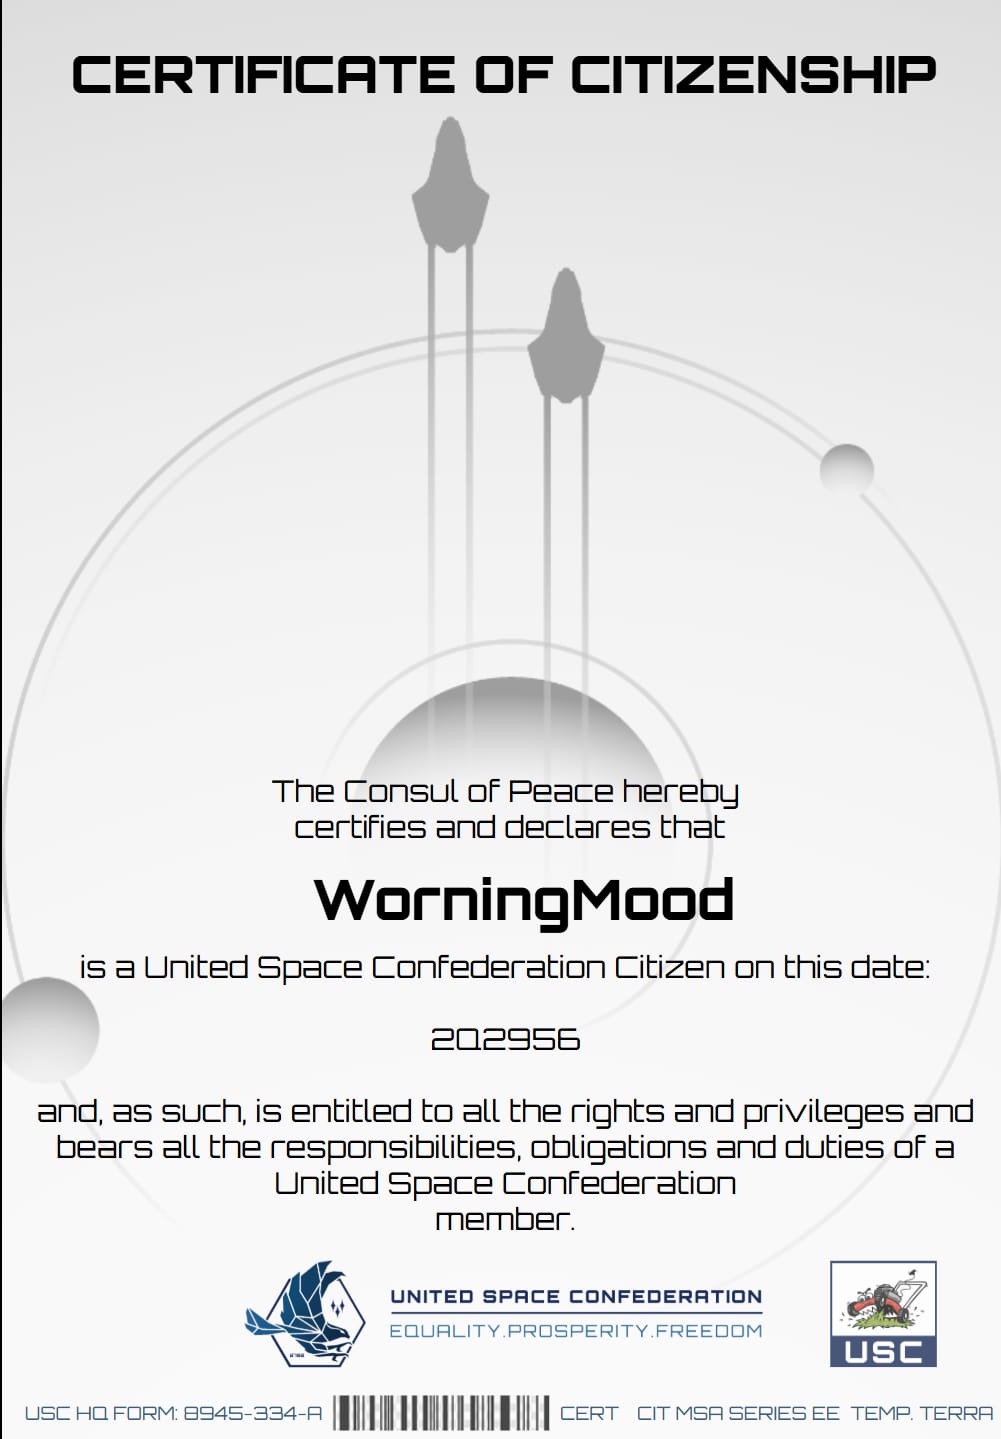 CERTIFICATE OF CITIZENSHIP
The Consul of Peace hereby
certifies and declares that
WorningMood
is a United Space Confederation Citizen on this date:
2Q2956
and, as such, is entitled to all the rights and privileges and
bears all the responsibilities, obligations and duties of a
United Space Confederation
member.
UNITED SPACE CONFEDERATION
EQUALITY.PROSPERITY.FREEDOM
USC
USC HQ FORM: 8945-334-A CERT CIT MSA SERIES EE TEMP. TERRA